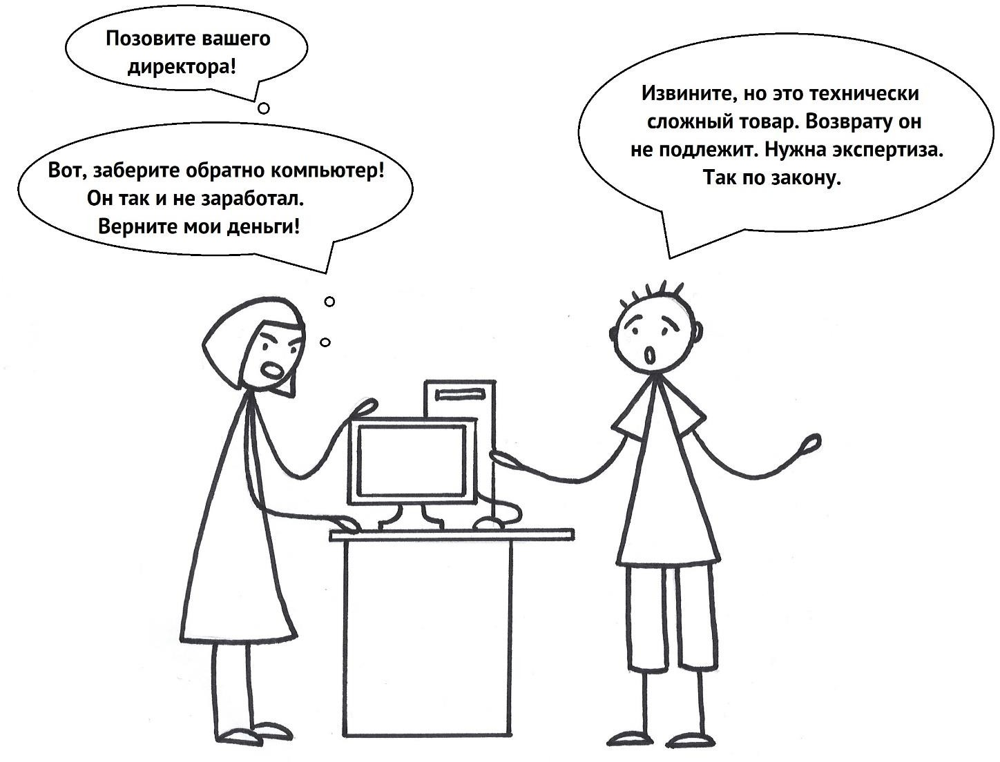 Позовите вашего
директора!
Вот, заберите обратно компьютер!
Он так и не заработал.
Верните мои деньги!
Извините, но это технически
сложный товар. Возврату он
не подлежит. Нужна экспертиза.
Так по закону.